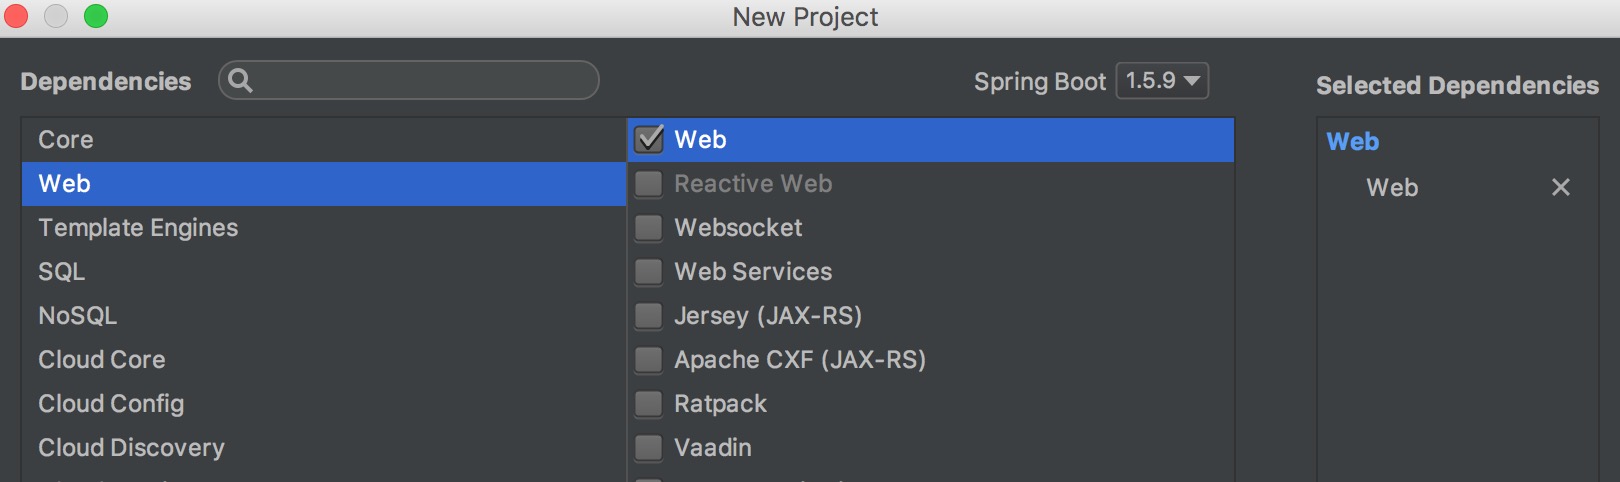 New Project
Dependencies
Spring Boot 1.5.9
Selected Dependencies
Core
Web
Template Engines
SQL
NoSQL
Cloud Core
Cloud Config
Cloud Discovery
Web
Reactive Web
Websocket
Web Services
Jersey (JAX-RS)
Apache CXF (JAX-RS)
Ratpack
Vaadin
Web
Web